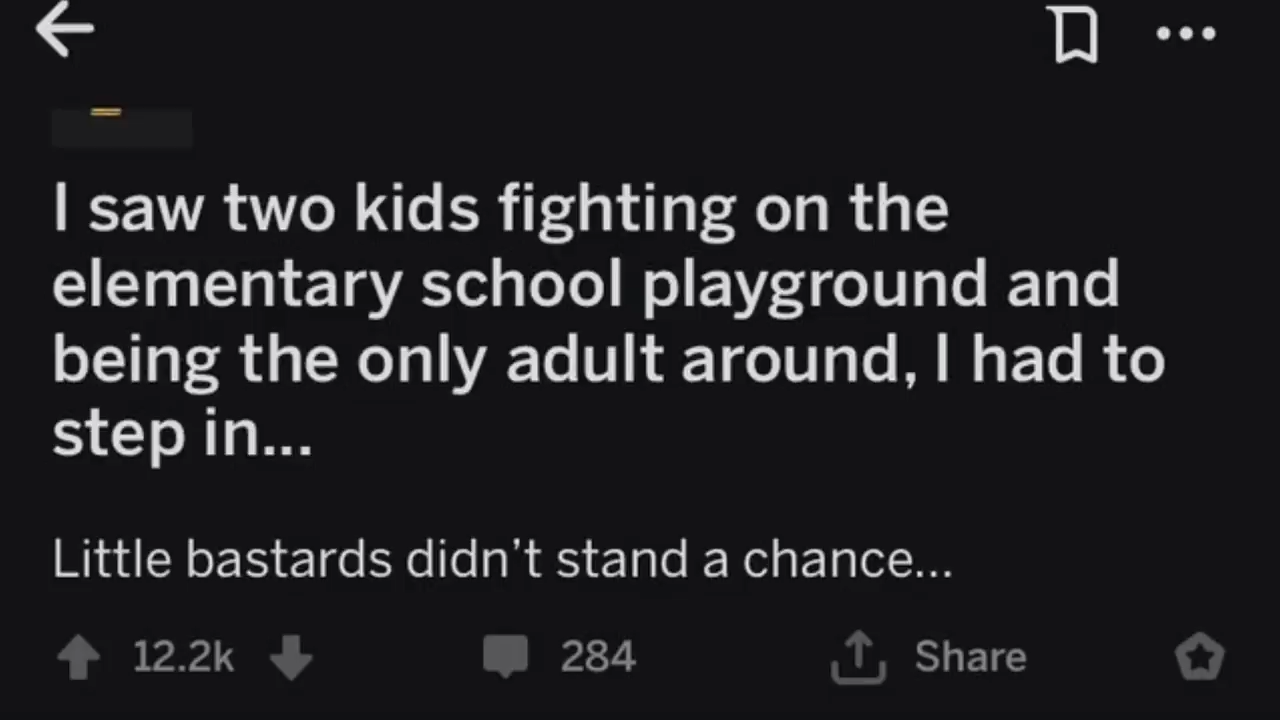 I saw two kids fighting on the
elementary school playground and
being the only adult around, I had to
step in...
Little bastards didn't stand a chance...
12.2k 284 Share